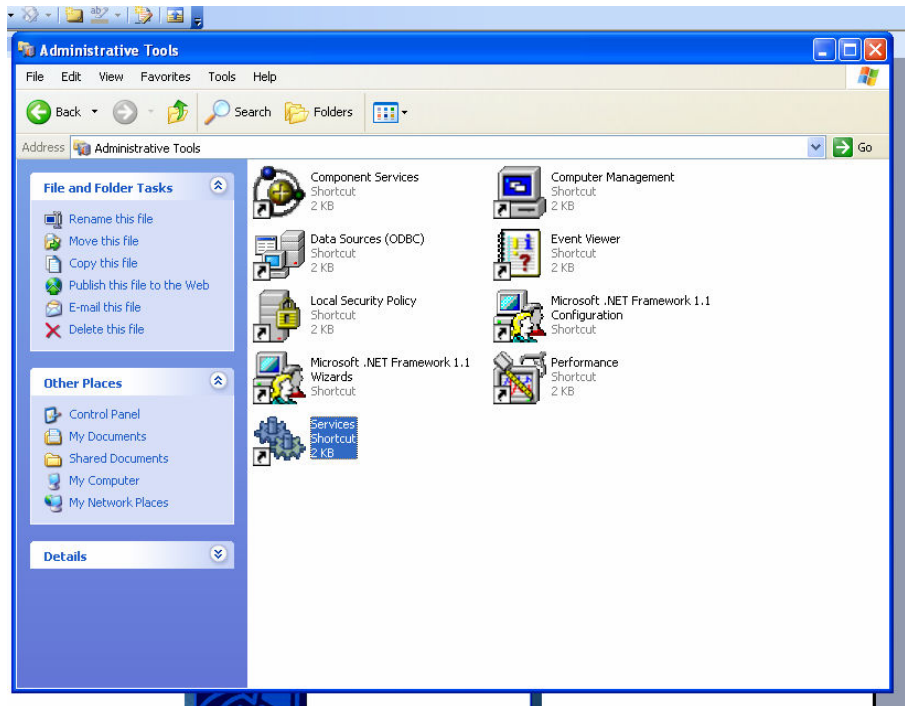 Administrative Tools
File Edit View Favorites Tools Help
Back Search Folders
Address Administrative Tools Go
File and Folder Tasks
Rename this file
Move this file
Copy this file
Publish this file to the Web
E-mail this file
Delete this file
Other Places
Control Panel
My Documents
Shared Documents
My Computer
My Network Places
Details
Component Services
Shortcut
2 KB
Computer Management
Shortcut
2 KB
Data Sources (ODBC)
Shortcut
2 KB
Event Viewer
Shortcut
2 KB
Local Security Policy
Shortcut
2 KB
Microsoft .NET Framework 1.1
Configuration
Shortcut
Microsoft .NET Framework 1.1
Wizards
Shortcut
Performance
Shortcut
2 KB
Services
Shortcut
2 KB